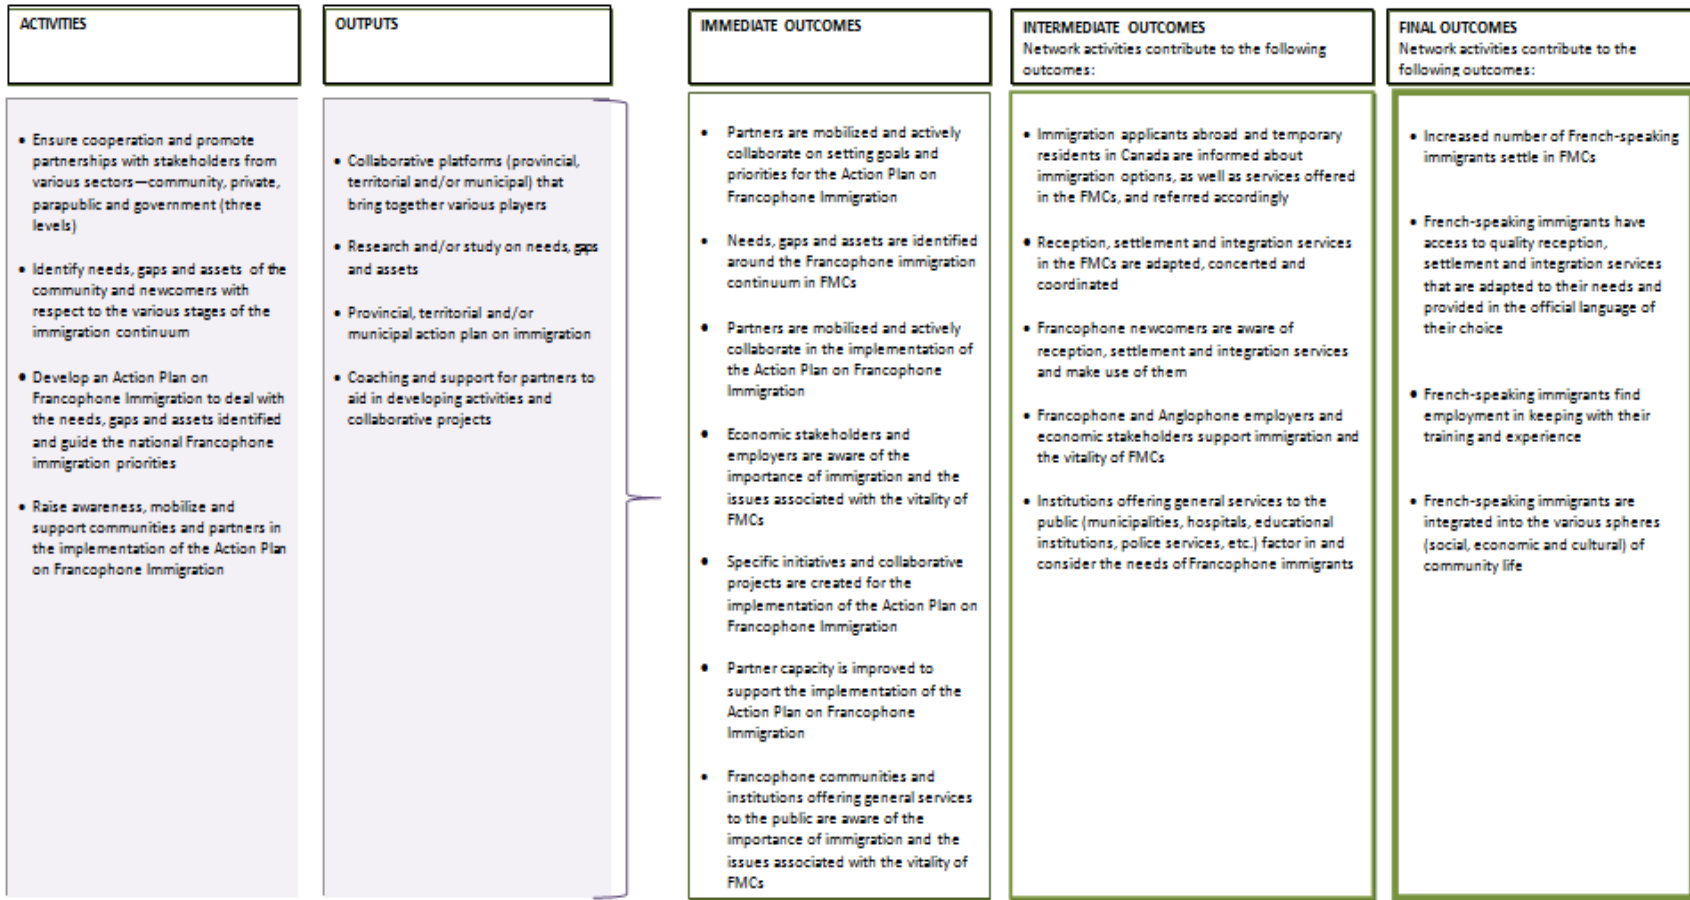 ACTIVITIES
• Ensure cooperation and promote
partnerships with stakeholders from
various sectors—community, private,
parapublic and government (three
levels)
• Identify needs, gaps and assets of the
community and newcomers with
respect to the various stages of the
immigration continuum
• Develop an Action Plan on
Francophone Immigration to deal with
the needs, gaps and assets identified
and guide the national Francophone
immigration priorities
• Raise awareness, mobilize and
support communities and partners in
the implementation of the Action Plan
on Francophone Immigration
OUTPUTS
• Collaborative platforms (provincial,
territorial and/or municipal) that
bring together various players
• Research and/or study on needs, gaps
and assets
• Provincial, territorial and/or
municipal action plan on immigration
• Coaching and support for partners to
aid in developing activities and
collaborative projects
IMMEDIATE OUTCOMES
• Partners are mobilized and actively
collaborate on setting goals and
priorities for the Action Plan on
Francophone Immigration
• Needs, gaps and assets are identified
around the Francophone immigration
continuum in FMCs
• Partners are mobilized and actively
collaborate in the implementation of
the Action Plan on Francophone
Immigration
• Economic stakeholders and
employers are aware of the
importance of immigration and the
issues associated with the vitality of
FMCs
• Specific initiatives and collaborative
projects are created for the
implementation of the Action Plan on
Francophone Immigration
• Partner capacity is improved to
support the implementation of the
Action Plan on Francophone
Immigration
• Francophone communities and
institutions offering general services
to the public are aware of the
importance of immigration and the
issues associated with the vitality of
FMCs
INTERMEDIATE OUTCOMES
Network activities contribute to the following
outcomes:
• Immigration applicants abroad and temporary
residents in Canada are informed about
immigration options, as well as services offered
in the FMCs, and referred accordingly
• Reception, settlement and integration services
in the FMCs are adapted, concerted and
coordinated
• Francophone newcomers are aware of
reception, settlement and integration services
and make use of them
• Francophone and Anglophone employers and
economic stakeholders support immigration and
the vitality of FMCs
• Institutions offering general services to the
public (municipalities, hospitals, educational
institutions, police services, etc.) factor in and
consider the needs of Francophone immigrants
FINAL OUTCOMES
Network activities contribute to the
following outcomes:
• Increased number of French-speaking
immigrants settle in FMCs
• French-speaking immigrants have
access to quality reception,
settlement and integration services
that are adapted to their needs and
provided in the official language of
their choice
• French-speaking immigrants find
employment in keeping with their
training and experience
• French-speaking immigrants are
integrated into the various spheres
(social, economic and cultural) of
community life